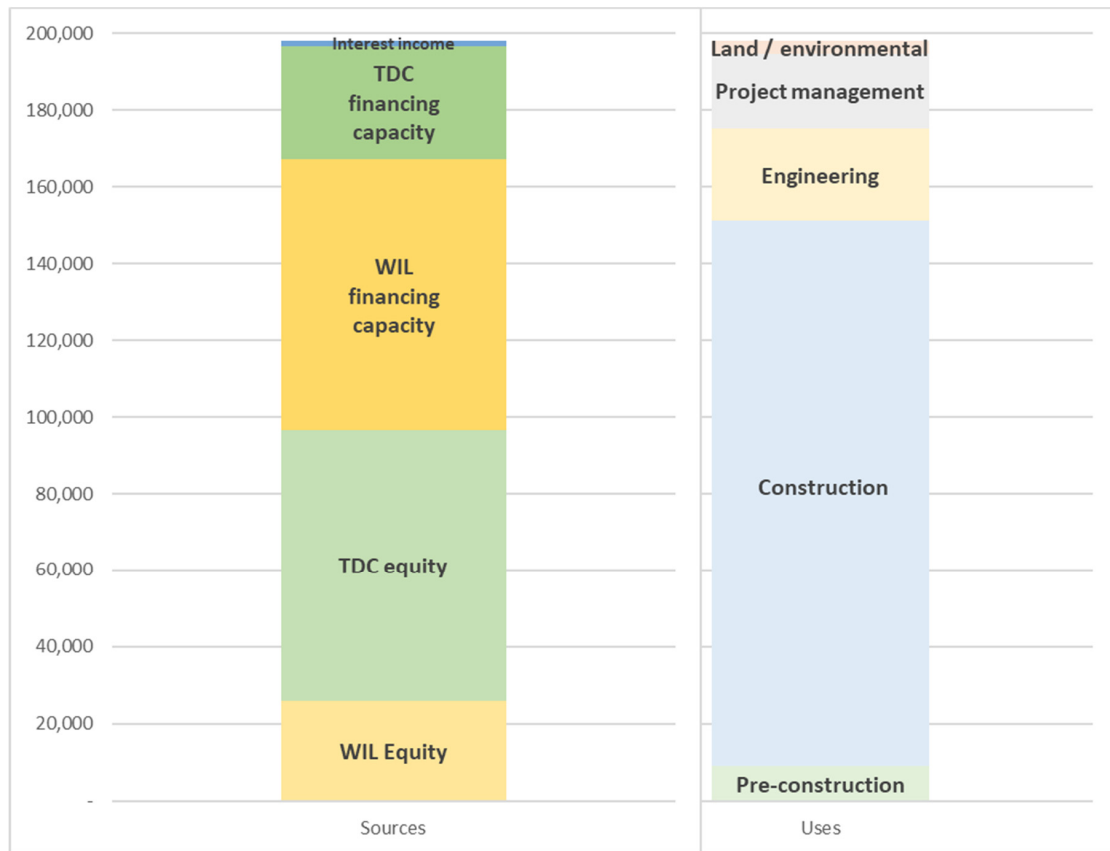 200,000
180,000
160,000
140,000
120,000
100,000
80,000
60,000
40,000
20,000
-
Interest income
TDC
financing
capacity
WIL
financing
capacity
TDC equity
WIL Equity
Sources
Land / environmental
Project management
Engineering
Construction
Pre-construction
Uses